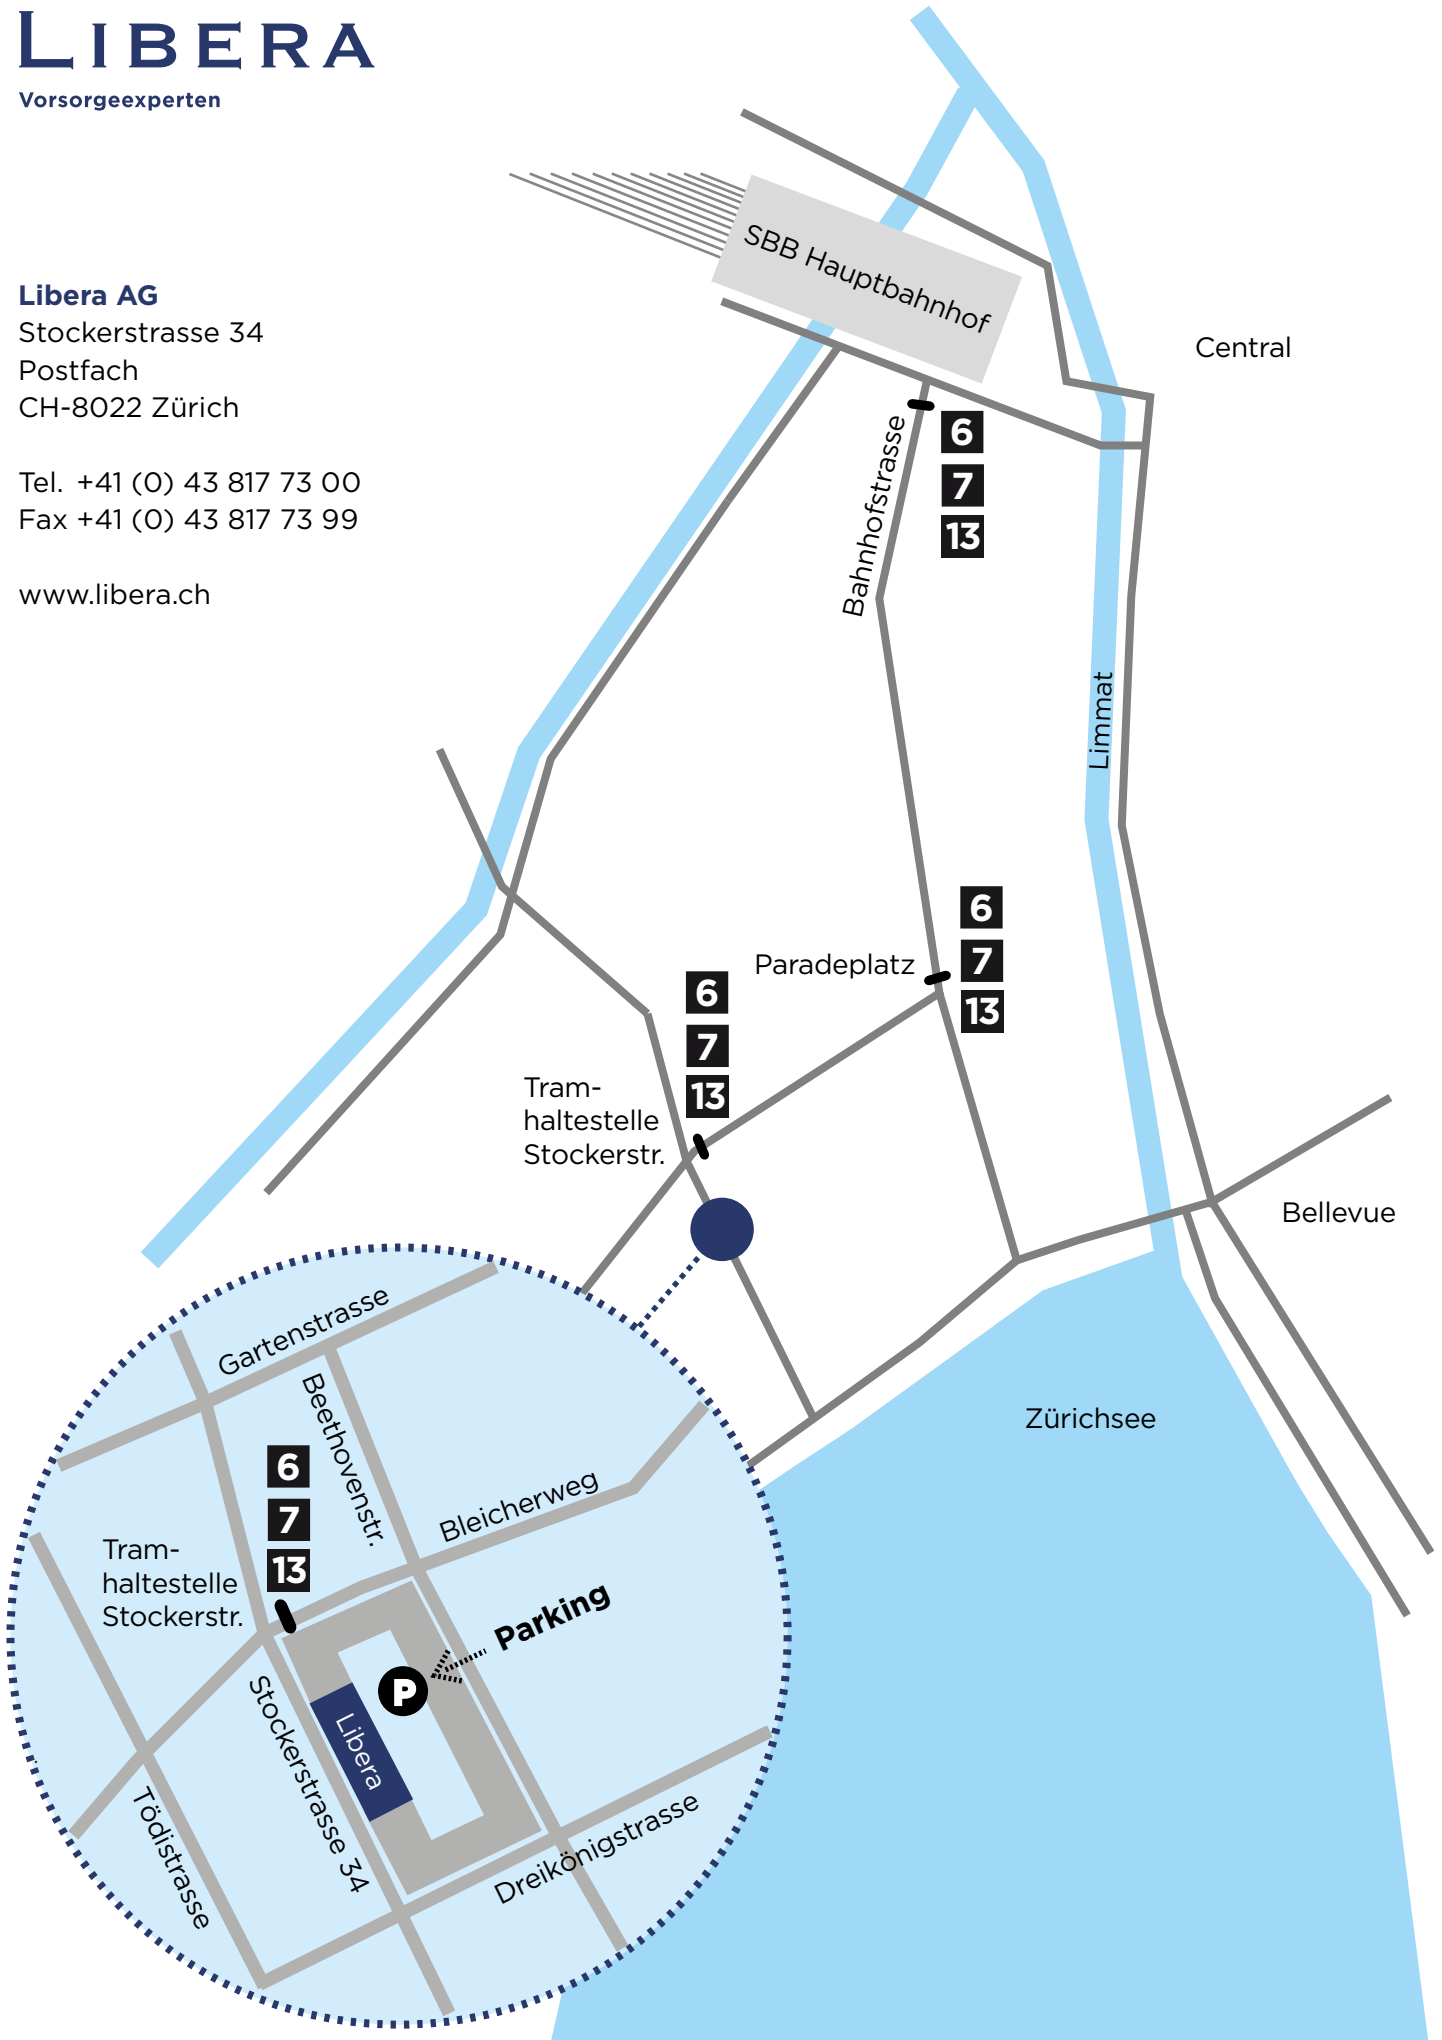 LIBERA
Vorsorgeexperten
Libera AG
Stockerstrasse 34
Postfach
CH-8022 Zürich
Tel. +41 (0) 43 817 73 00
Fax +41 (0) 43 817 73 99
www.libera.ch
SBB Hauptbahnhof
Central
6
7
13
Bahnhofstrasse
Limmat
Paradeplatz
6
7
13
6
7
13
Tram-
haltestelle
Stockerstr.
Bellevue
Zürichsee
Gartenstrasse
Beethovenstr.
Bleicherweg
6
7
13
Tram-
haltestelle
Stockerstr.
Parking
P
Libera
Stockerstrasse 34
Tödistrasse
Dreikönigstrasse